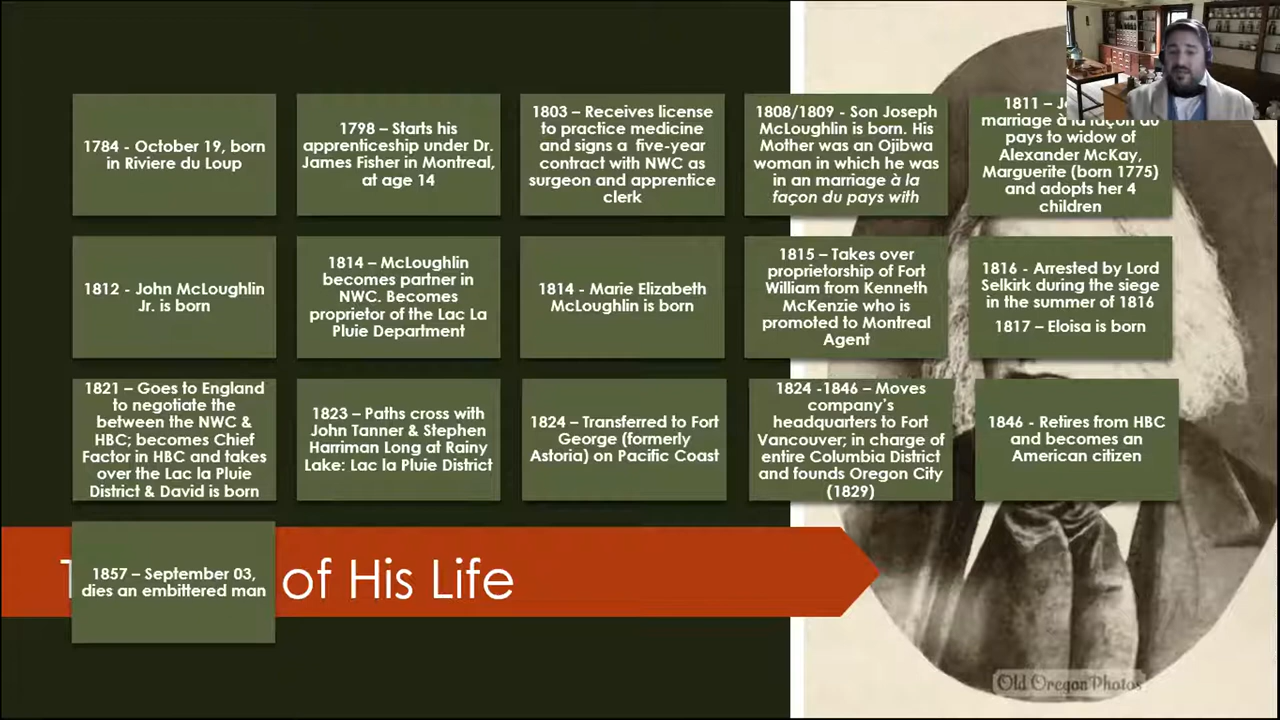 1784 - October 19, born
in Riviere du Loup
1798 – Starts his
apprenticeship under Dr.
James Fisher in Montreal,
at age 14
1803 – Receives license
to practice medicine
and signs a five-year
contract with NWC as
surgeon and apprentice
clerk
1808/1809 - Son Joseph
McLoughlin is born. His
Mother was an Ojibwa
woman in which he was
in an marriage à la
façon du pays with
1811 –
marriage à la façon du
pays to widow of
Alexander McKay,
Marguerite (born 1775)
and adopts her 4
children
1812 - John McLoughlin
Jr. is born
1814 – McLoughlin
becomes partner in
NWC. Becomes
proprietor of the Lac La
Pluie Department
1814 – Marie Elizabeth
McLoughlin is born
1815 – Takes over
proprietorship of Fort
William from Kenneth
McKenzie who is
promoted to Montreal
Agent
1816 - Arrested by Lord
Selkirk during the siege
in the summer of 1816
1817 – Eloisa is born
1821 – Goes to England
to negotiate the
between the NWC &
HBC; becomes Chief
Factor in HBC and takes
over the Lac la Pluie
District & David is born
1823 – Paths cross with
John Tanner & Stephen
Harriman Long at Rainy
Lake: Lac la Pluie District
1824 – Transferred to Fort
George (formerly
Astoria) on Pacific Coast
1824 -1846 – Moves
company's
headquarters to Fort
Vancouver; in charge of
entire Columbia District
and founds Oregon City
(1829)
1846 - Retires from HBC
and becomes an
American citizen
1857 – September 03,
dies an embittered man
of His Life
Old Oregon Photos